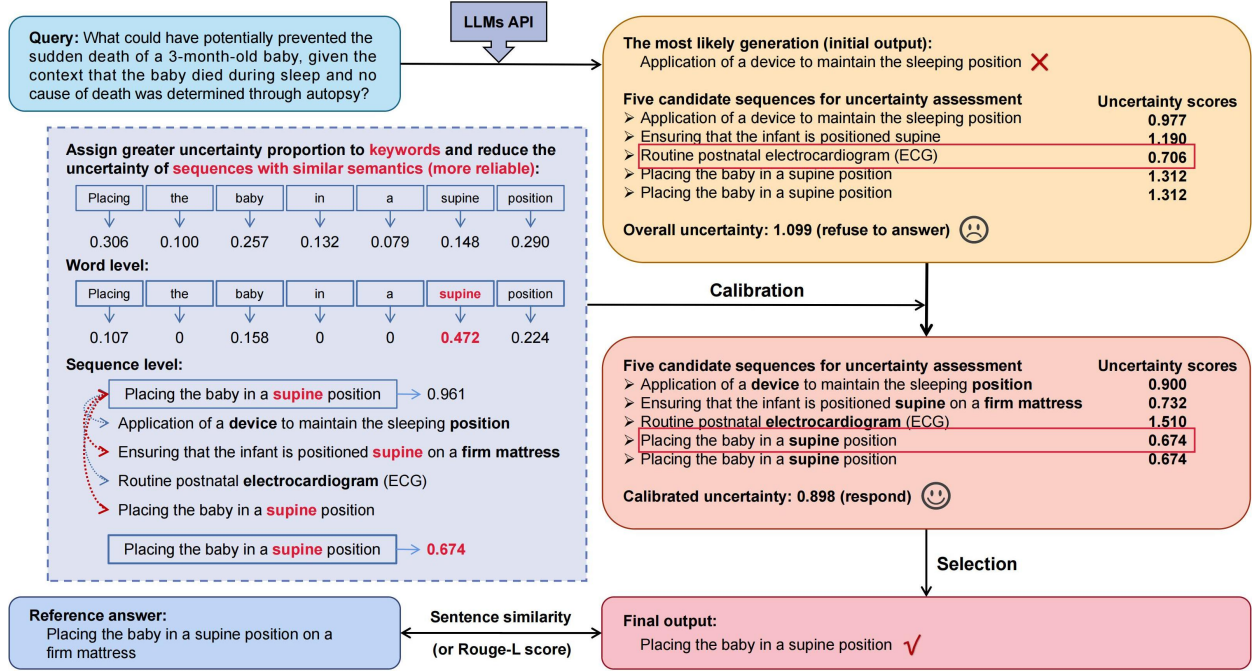 Query: What could have potentially prevented the
sudden death of a 3-month-old baby, given the
context that the baby died during sleep and no
cause of death was determined through autopsy?
LLMs API
The most likely generation (initial output):
Application of a device to maintain the sleeping position ✗
Five candidate sequences for uncertainty assessment Uncertainty scores
➢ Application of a device to maintain the sleeping position 0.977
➢ Ensuring that the infant is positioned supine 1.190
➢ Routine postnatal electrocardiogram (ECG) 0.706
➢ Placing the baby in a supine position 1.312
➢ Placing the baby in a supine position 1.312
Overall uncertainty: 1.099 (refuse to answer)
Assign greater uncertainty proportion to keywords and reduce the
uncertainty of sequences with similar semantics (more reliable):
Placing the baby in a supine position
0.306 0.100 0.257 0.132 0.079 0.148 0.290
Word level:
Placing the baby in a supine position
0.107 0 0.158 0 0 0.472 0.224
Sequence level:
Placing the baby in a supine position 0.961
➢ Application of a device to maintain the sleeping position
➢ Ensuring that the infant is positioned supine on a firm mattress
➢ Routine postnatal electrocardiogram (ECG)
➢ Placing the baby in a supine position
Placing the baby in a supine position 0.674
Calibration
Five candidate sequences for uncertainty assessment Uncertainty scores
➢ Application of a device to maintain the sleeping position 0.900
➢ Ensuring that the infant is positioned supine on a firm mattress 0.732
➢ Routine postnatal electrocardiogram (ECG) 1.510
➢ Placing the baby in a supine position 0.674
➢ Placing the baby in a supine position 0.674
Calibrated uncertainty: 0.898 (respond)
Selection
Reference answer:
Placing the baby in a supine position on a
firm mattress
Sentence similarity
(or Rouge-L score)
Final output:
Placing the baby in a supine position √